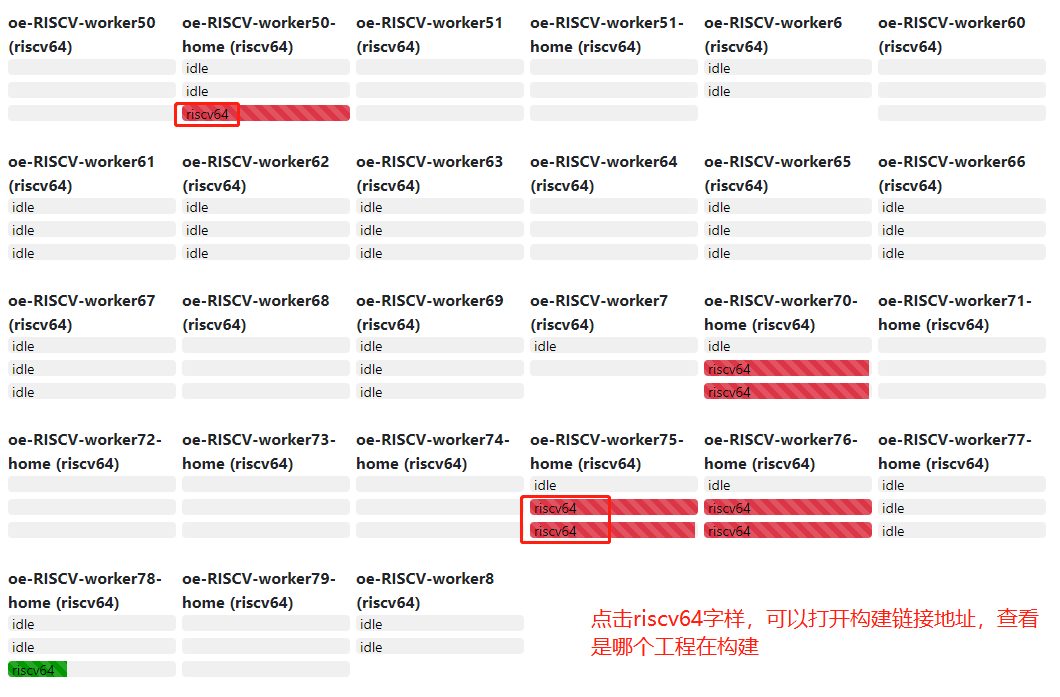 oe-RISCV-worker50
(riscv64)
oe-RISCV-worker50-
home (riscv64)
idle
idle
riscv64
oe-RISCV-worker51
(riscv64)
oe-RISCV-worker51-
home (riscv64)
oe-RISCV-worker6
(riscv64)
idle
idle
oe-RISCV-worker60
(riscv64)
oe-RISCV-worker61
(riscv64)
idle
idle
idle
oe-RISCV-worker62
(riscv64)
idle
idle
idle
oe-RISCV-worker63
(riscv64)
idle
idle
idle
oe-RISCV-worker64
(riscv64)
oe-RISCV-worker65
(riscv64)
idle
idle
idle
oe-RISCV-worker66
(riscv64)
idle
idle
idle
oe-RISCV-worker67
(riscv64)
idle
idle
idle
oe-RISCV-worker68
(riscv64)
oe-RISCV-worker69
(riscv64)
idle
idle
idle
oe-RISCV-worker7
(riscv64)
idle
oe-RISCV-worker70-
home (riscv64)
idle
riscv64
riscv64
oe-RISCV-worker71-
home (riscv64)
oe-RISCV-worker72-
home (riscv64)
oe-RISCV-worker73-
home (riscv64)
oe-RISCV-worker74-
home (riscv64)
oe-RISCV-worker75-
home (riscv64)
idle
riscv64
riscv64
oe-RISCV-worker76-
home (riscv64)
idle
riscv64
riscv64
oe-RISCV-worker77-
home (riscv64)
idle
idle
idle
oe-RISCV-worker78-
home (riscv64)
idle
idle
riscv64
oe-RISCV-worker79-
home (riscv64)
oe-RISCV-worker8
(riscv64)
idle
idle
点击riscv64字样，可以打开构建链接地址，查看
是哪个工程在构建